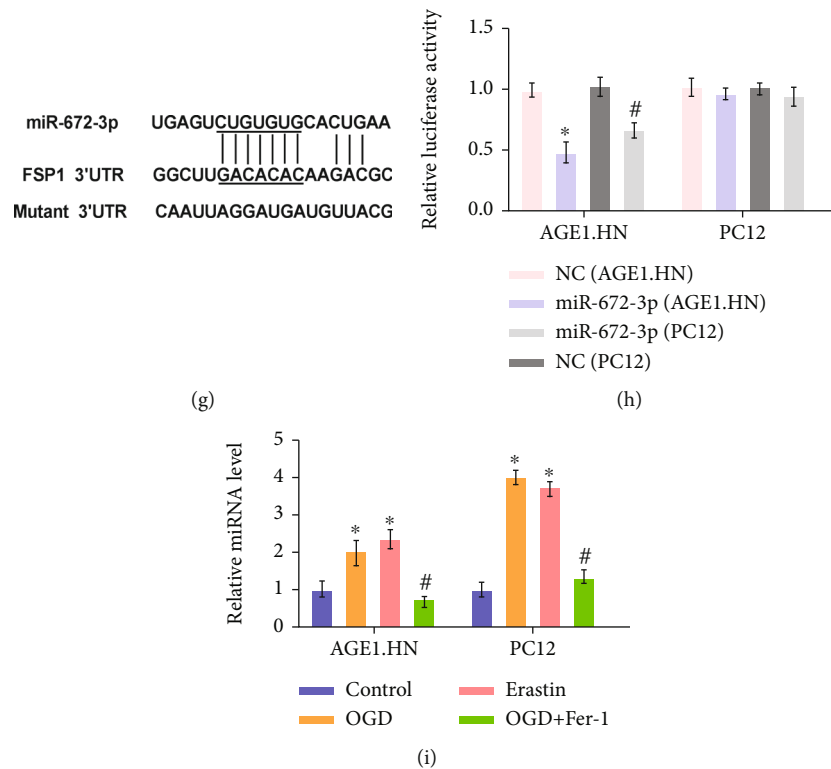 miR-672-3p UGAGUCUGUGUGCACUGAA
FSP1 3'UTR GGCUUGACACACAAGACGC
Mutant 3'UTR CAAUUAGGAUGAUGUUACG
(g)
Relative luciferase activity
1.5
1.0
0.5
0.0
*
#
AGE1.HN PC12
NC (AGE1.HN)
miR-672-3p (AGE1.HN)
miR-672-3p (PC12)
NC (PC12)
(h)
Relative miRNA level
5
4
3
2
1
0
* * # * * #
AGE1.HN PC12
Control Erastin
OGD OGD+Fer-1
(i)